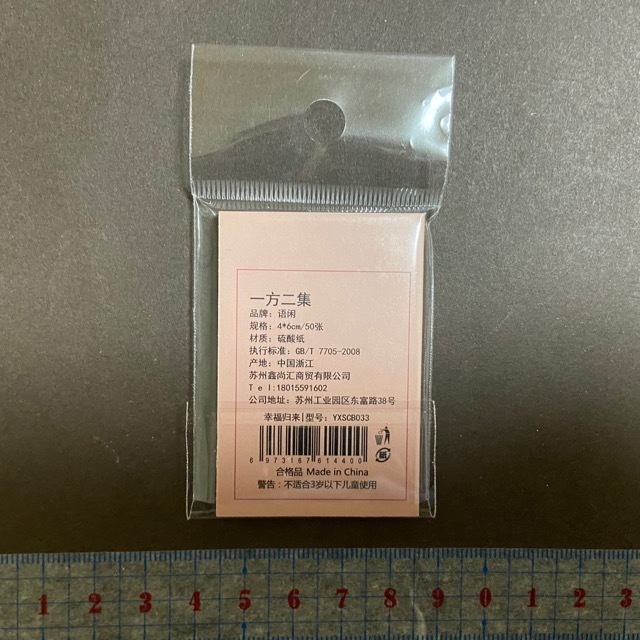 一方二集
品牌：语闲
规格：4*6cm/50张
材质：硫酸纸
执行标准：GB/T 7705-2008
产地：中国浙江
苏州鑫尚汇商贸有限公司
Tel:18015591602
公司地址：苏州工业园区东富路38号
幸福归来|型号：YXSCB033
6 973167 614400
合格品 Made in China
警告：不适合3岁以下儿童使用
1 2 3 4 5 6 7 8 9 0 1 2